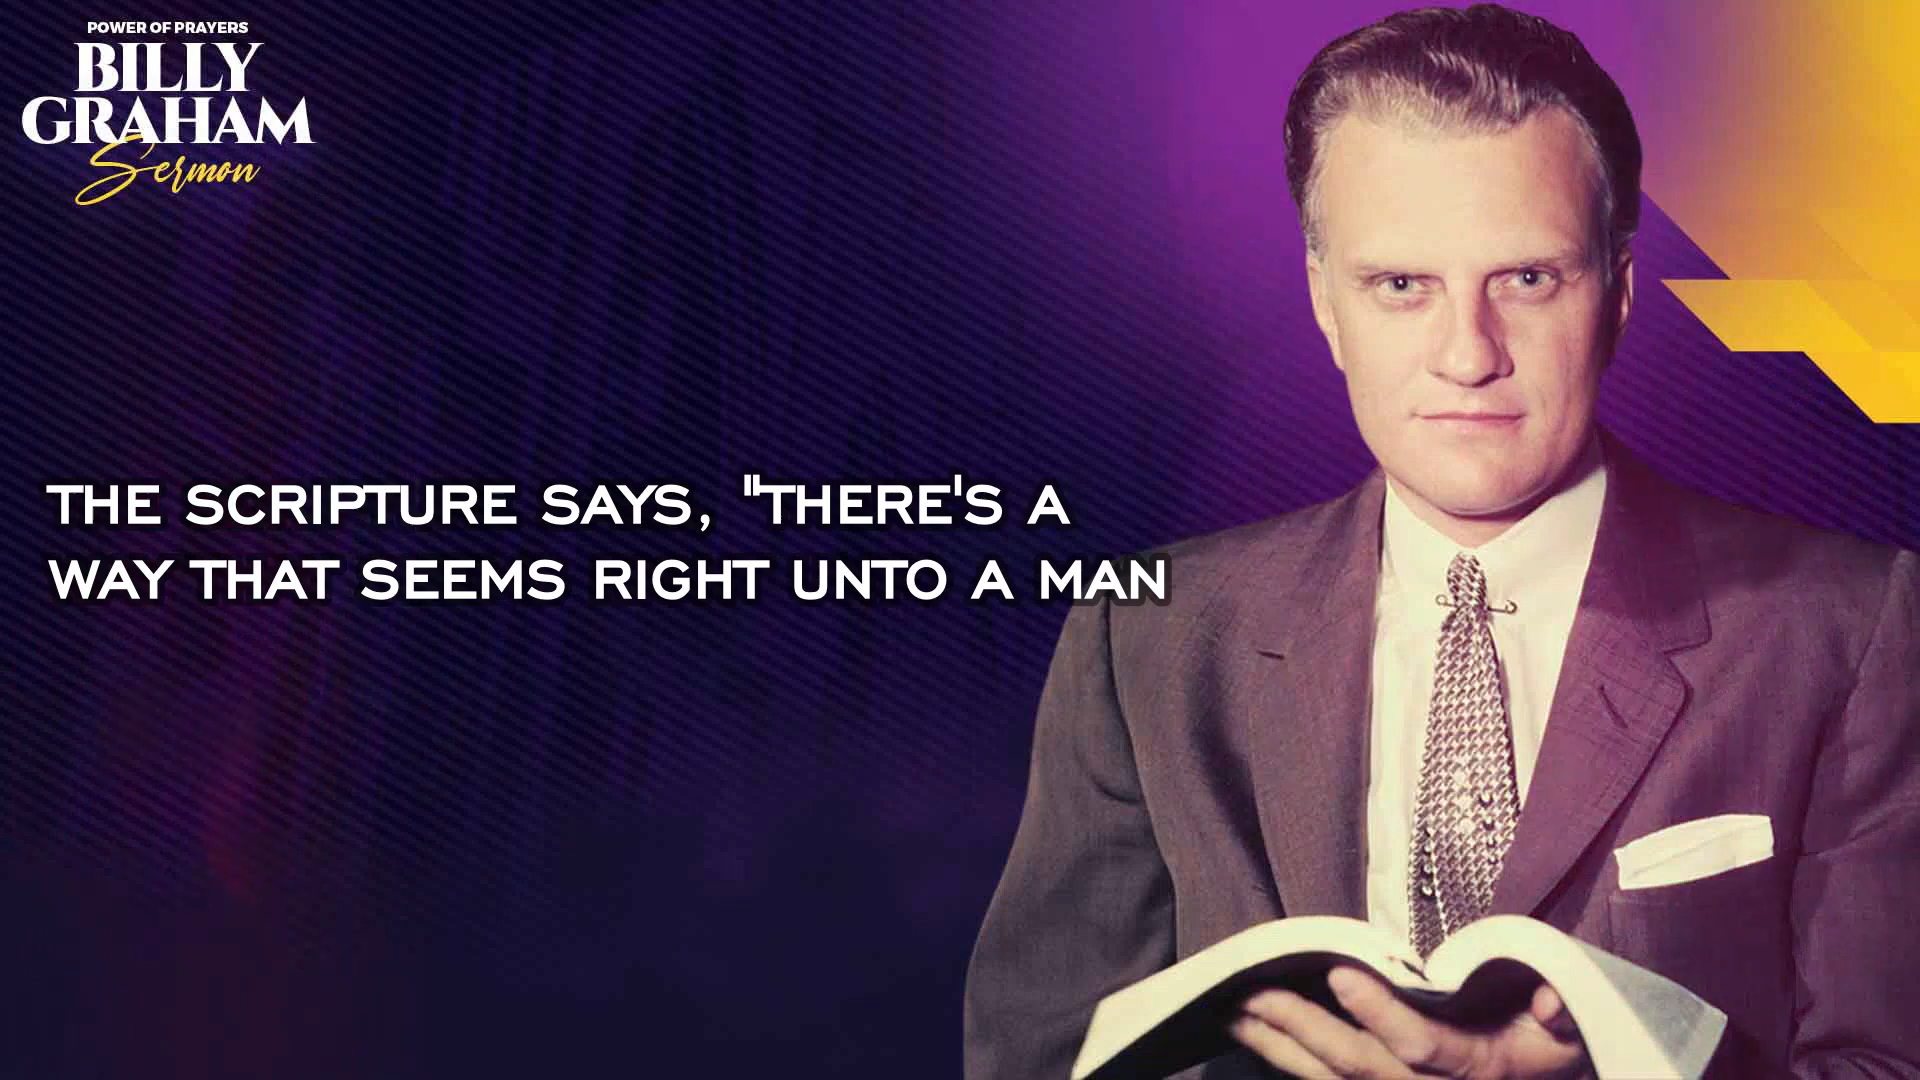 POWER OF PRAYERS
BILLY
GRAHAM
Sermon
THE SCRIPTURE SAYS, "THERE'S A
WAY THAT SEEMS RIGHT UNTO A MAN